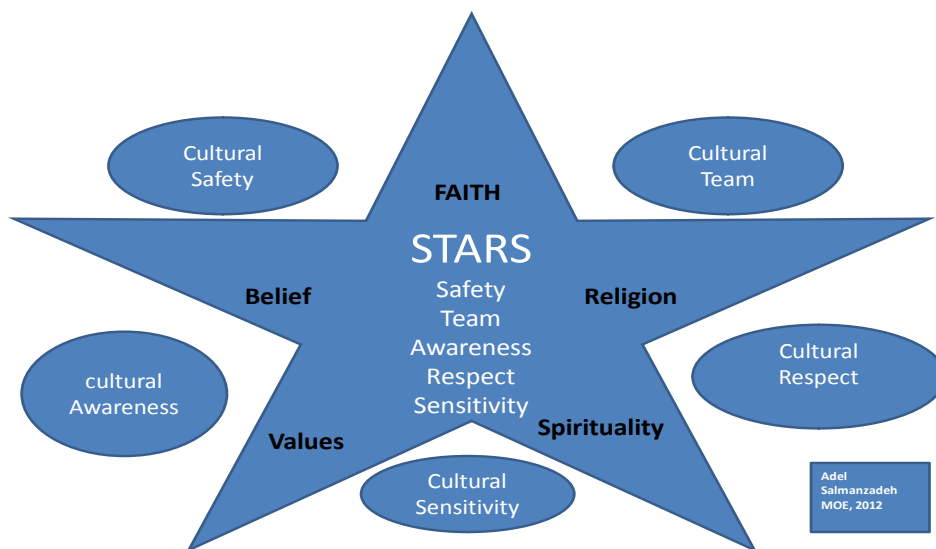 Cultural
Safety
Cultural
Team
FAITH
STARS
Safety
Team
Awareness
Respect
Sensitivity
Belief
Religion
cultural
Awareness
Cultural
Respect
Values
Spirituality
Cultural
Sensitivity
Adel
Salmanzadeh
MOE, 2012